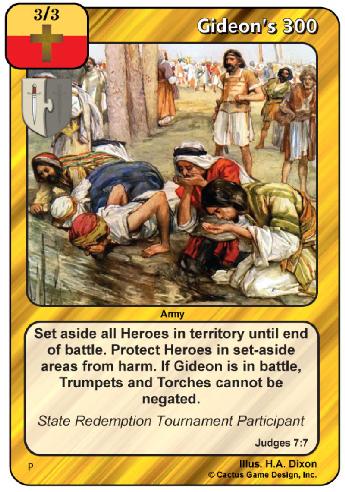 3/3
Gideon's 300
Army
Set aside all Heroes in territory until end
of battle. Protect Heroes in set-aside
areas from harm. If Gideon is in battle,
Trumpets and Torches cannot be
negated.
State Redemption Tournament Participant
Judges 7:7
P
Illus. H.A. Dixon
© Cactus Game Design, Inc.